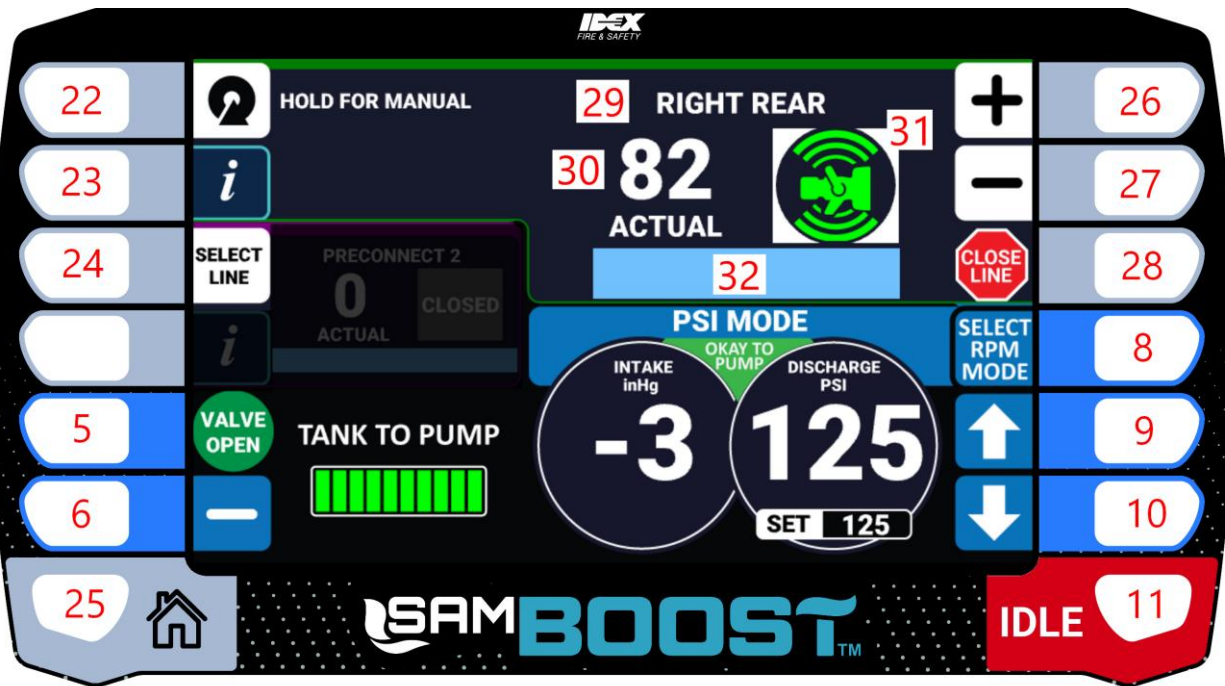 IDEX
FIRE & SAFETY
22
HOLD FOR MANUAL
29
RIGHT REAR
26
31
23
i
30
82
ACTUAL
27
24
SELECT
LINE
PRECONNECT 2
0
ACTUAL
CLOSED
32
CLOSE
LINE
28
i
PSI MODE
OKAY TO
PUMP
SELECT
RPM
MODE
8
INTAKE
inHg
-3
DISCHARGE
PSI
125
SET 125
5
VALVE
OPEN
TANK TO PUMP
9
6
10
25
SAM BOOST TM
IDLE
11